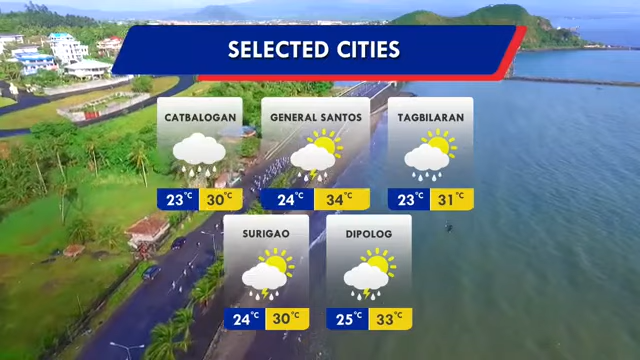 SELECTED CITIES
CATBALOGAN
23°C 30°C
GENERAL SANTOS
24°C 34°C
TAGBILARAN
23°C 31°C
SURIGAO
24°C 30°C
DIPOLOG
25°C 33°C